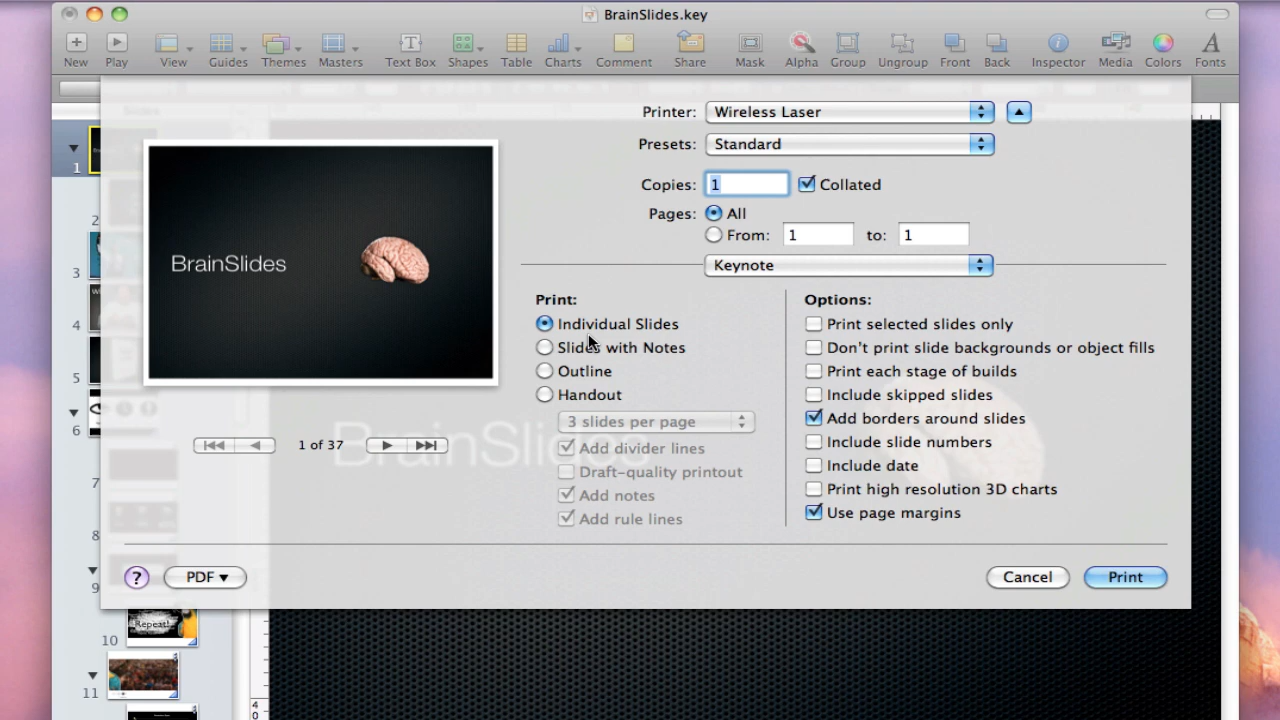 BrainSlides.key
New Play View Guides Themes Masters Text Box Shapes Table Charts Comment Share Mask Alpha Group Ungroup Front Back Inspector Media Colors Fonts
Slides
Printer: Wireless Laser
Presets: Standard
Copies: 1 Collated
Pages: All
From: 1 to: 1
Keynote
BrainSlides
1 of 37
Print:
Individual Slides
Slides with Notes
Outline
Handout
3 slides per page
Add divider lines
Draft-quality printout
Add notes
Add rule lines
Options:
Print selected slides only
Don't print slide backgrounds or object fills
Print each stage of builds
Include skipped slides
Add borders around slides
Include slide numbers
Include date
Print high resolution 3D charts
Use page margins
BrainSlides
? PDF Cancel Print
1
2
3
4
5
6
7
8
9
10
Repeat!
11
4
0